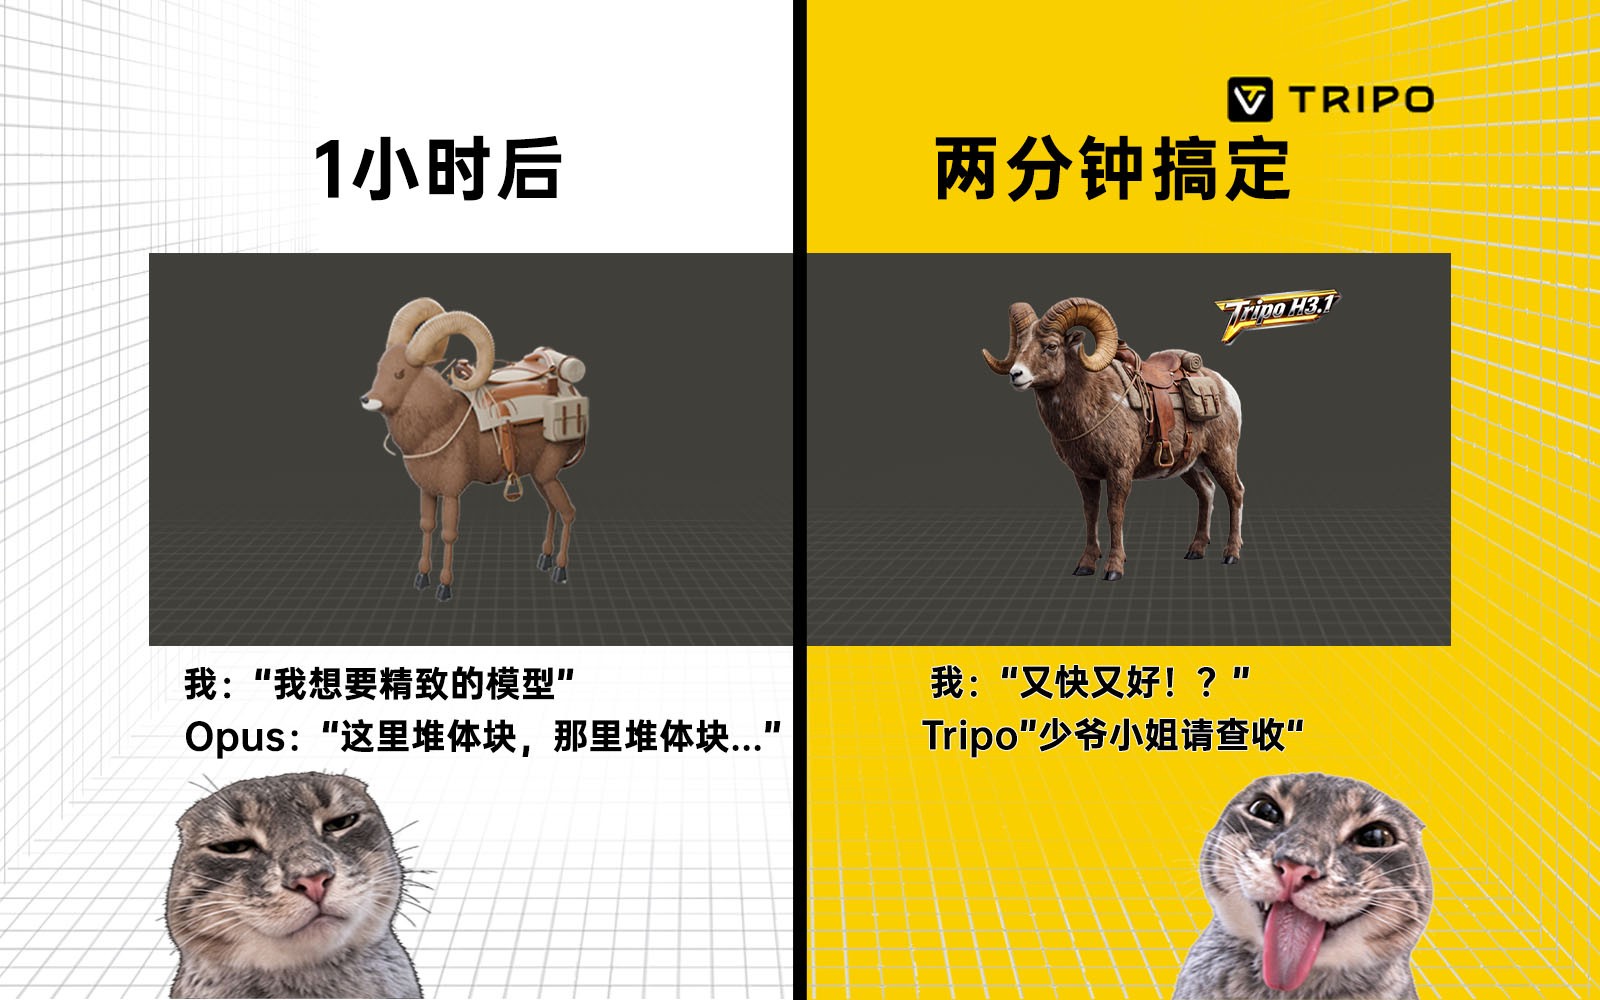 1小时后
我：“我想要精致的模型”
Opus：“这里堆体块，那里堆体块...”
TRIPO
两分钟搞定
Tripo H3.1
我：“又快又好！？”
Tripo”少爷小姐请查收“